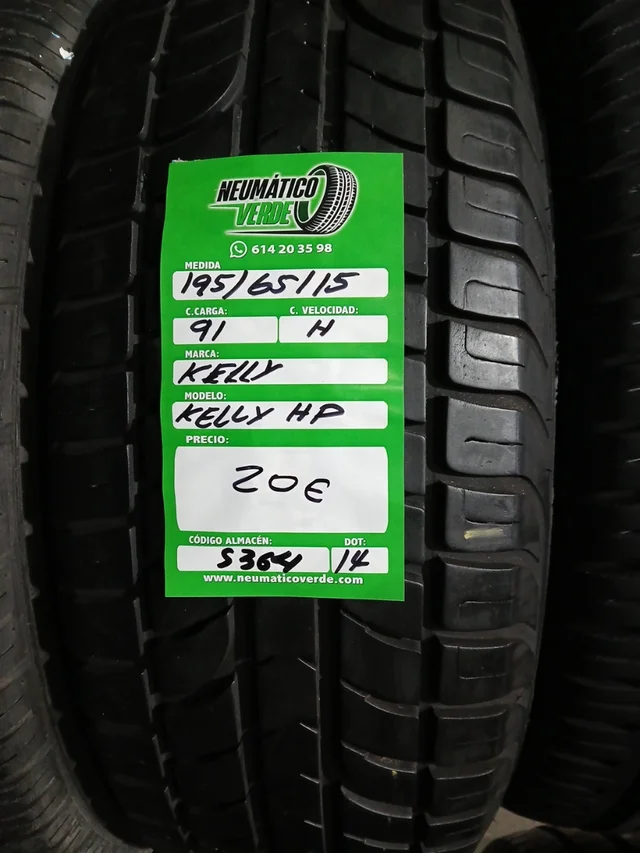 NEUMÁTICO
VERDE
614 20 35 98
MEDIDA
195/65/15
C.CARGA: C. VELOCIDAD:
91 H
MARCA:
KELLY
MODELO:
KELLY HP
PRECIO:
20€
CÓDIGO ALMACÉN: DOT:
S364 14
www.neumaticoverde.com